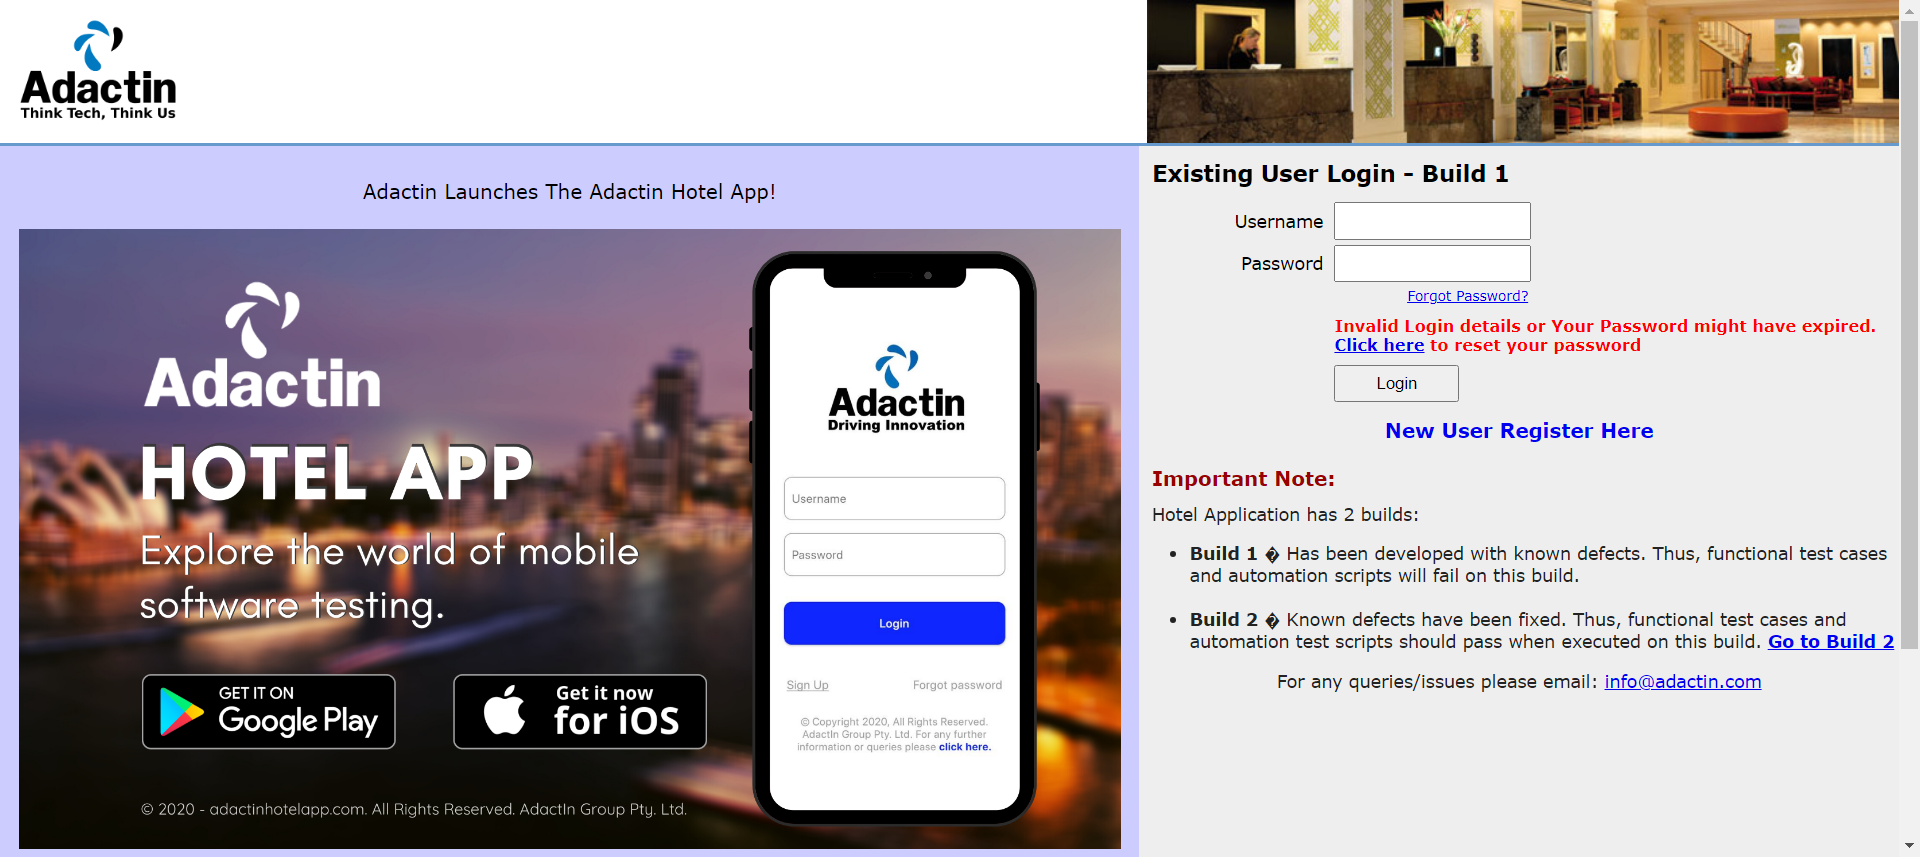 Adactin
Think Tech, Think Us
Adactin Launches The Adactin Hotel App!
Adactin
HOTEL APP
Explore the world of mobile
software testing.
GET IT ON
Google Play
Get it now
for iOS
© 2020 - adactinhotelapp.com. All Rights Reserved. AdactIn Group Pty. Ltd.
Adactin
Driving Innovation
Username
Password
Login
Sign Up Forgot password
© Copyright 2020, All Rights Reserved.
AdactIn Group Pty. Ltd. For any further
information or queries please click here.
Existing User Login - Build 1
Username
Password
Forgot Password?
Invalid Login details or Your Password might have expired.
Click here to reset your password
Login
New User Register Here
Important Note:
Hotel Application has 2 builds:
• Build 1 � Has been developed with known defects. Thus, functional test cases
and automation scripts will fail on this build.
• Build 2 � Known defects have been fixed. Thus, functional test cases and
automation test scripts should pass when executed on this build. Go to Build 2
For any queries/issues please email: info@adactin.com